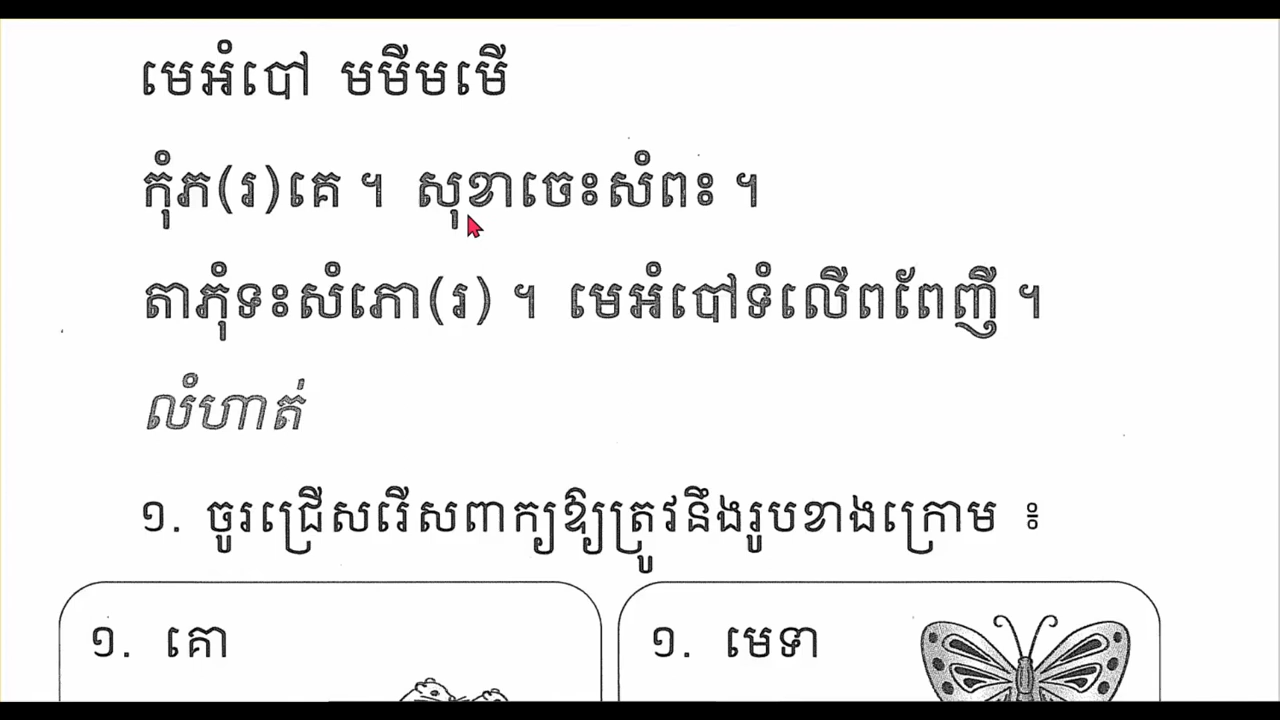 មេអំបៅ មមីមមើ
កុំភ(រ)គេ ។ សុខាចេះសំពះ ។
តាភុំទះសំភោ(រ) ។ មេអំបៅទំលើពពែញី ។
លំហាត់
១. ចូរជ្រើសរើសពាក្យឱ្យត្រូវនឹងរូបខាងក្រោម ៖
១. គោ
១. មេទា